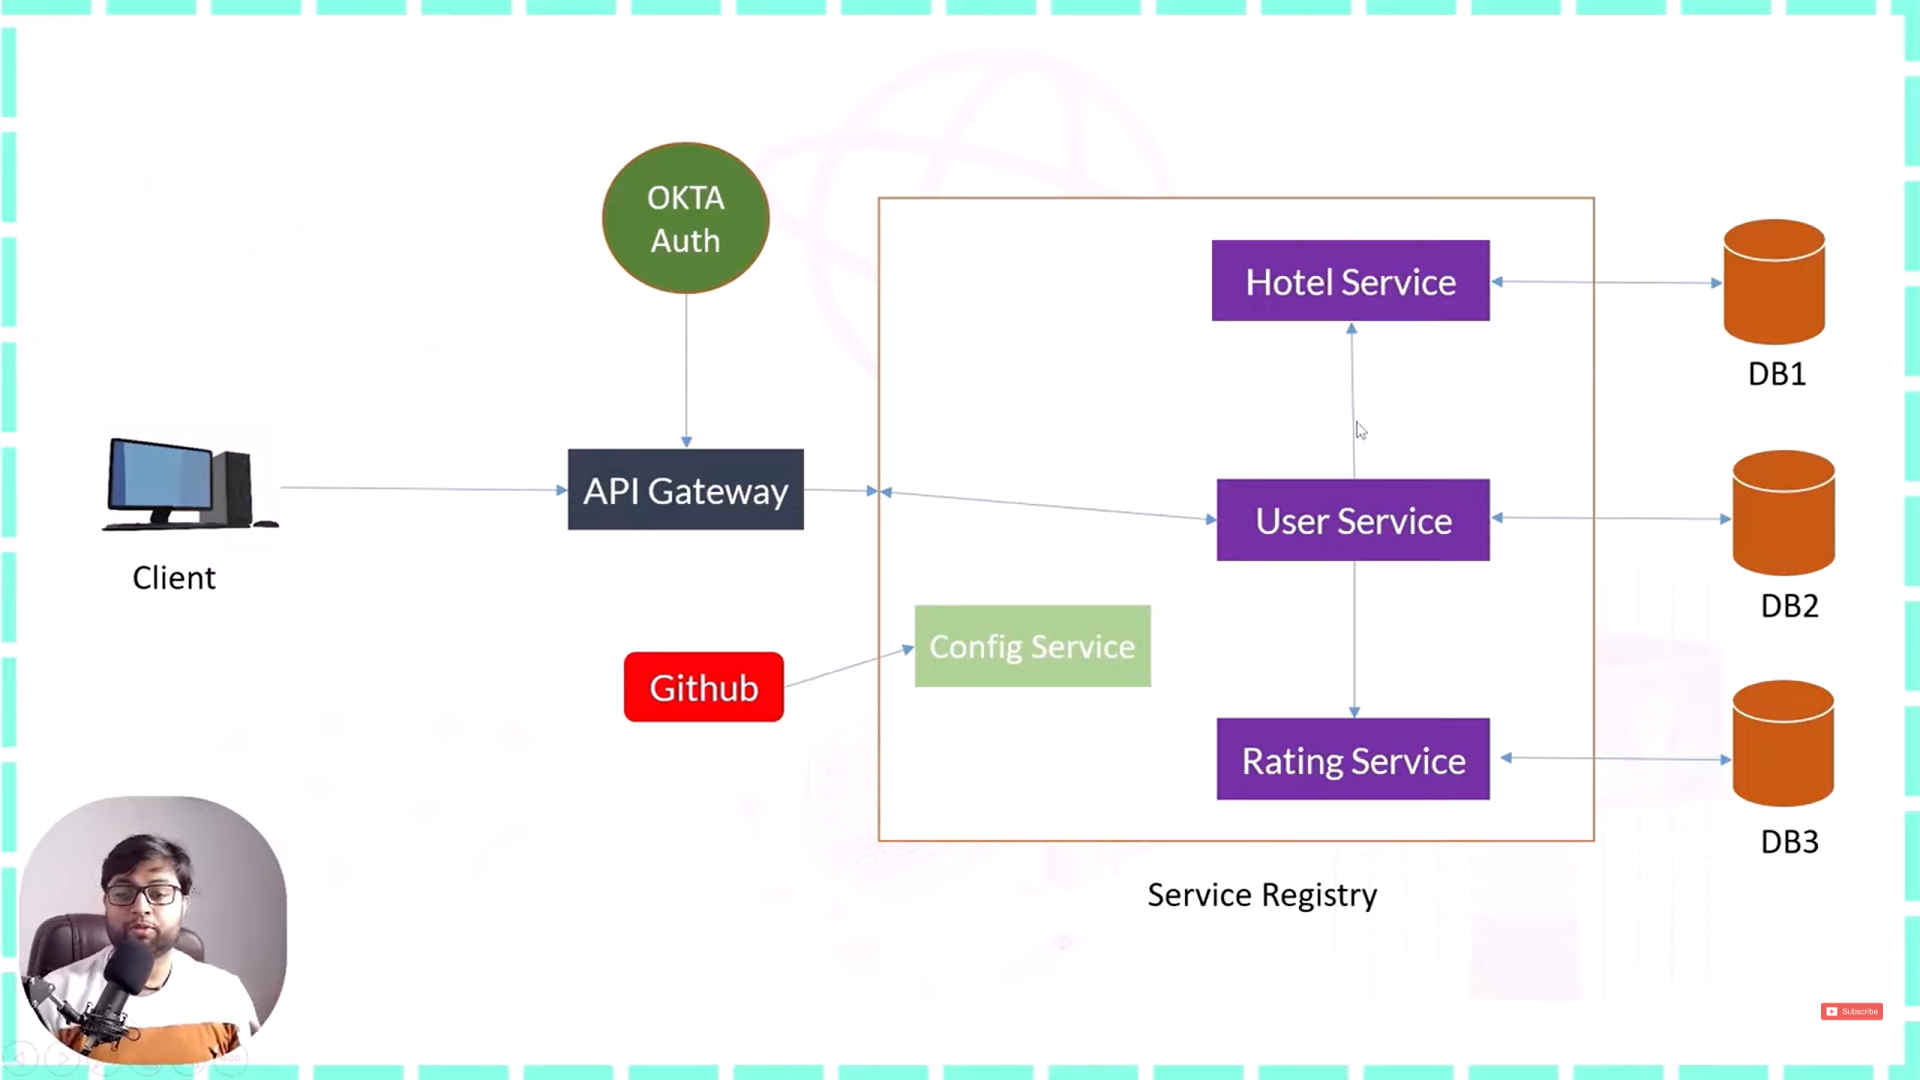 OKTA
Auth
Hotel Service
DB1
API Gateway
User Service
Client
DB2
Config Service
Github
Rating Service
DB3
Service Registry
Subscribe